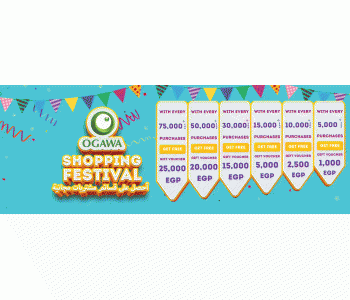 OGAWA
SHOPPING
FESTIVAL
WITH EVERY
75,000
PURCHASES
GET FREE
GIFT VOUCHER
25,000
EGP
WITH EVERY
50,000
PURCHASES
GET FREE
GIFT VOUCHER
20,000
EGP
WITH EVERY
30,000
PURCHASES
GET FREE
GIFT VOUCHER
15,000
EGP
WITH EVERY
15,000
PURCHASES
GET FREE
GIFT VOUCHER
5,000
EGP
WITH EVERY
10,000
PURCHASES
GET FREE
GIFT VOUCHER
2,500
EGP
WITH EVERY
5,000
PURCHASES
GET FREE
GIFT VOUCHER
1,000
EGP